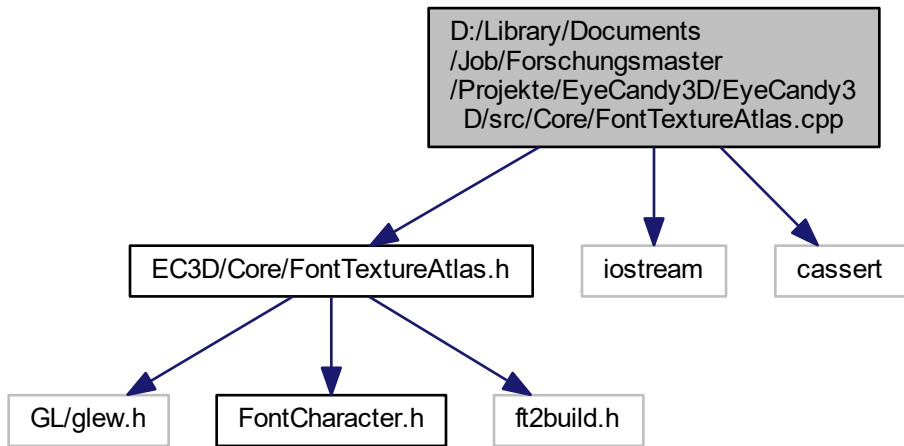 D:/Library/Documents
/Job/Forschungsmaster
/Projekte/EyeCandy3D/EyeCandy3
D/src/Core/FontTextureAtlas.cpp
EC3D/Core/FontTextureAtlas.h
iostream
cassert
GL/glew.h
FontCharacter.h
ft2build.h